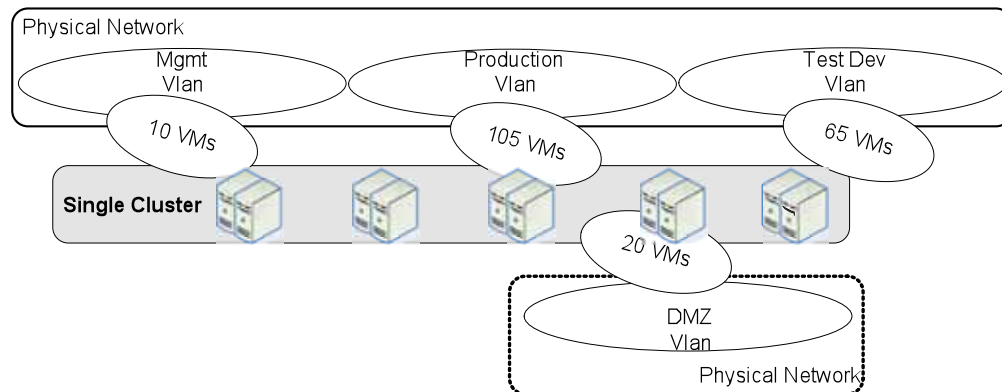 Physical Network
Mgmt
Vlan
Production
Vlan
Test Dev
Vlan
10 VMs
105 VMs
65 VMs
Single Cluster
20 VMs
DMZ
Vlan
Physical Network